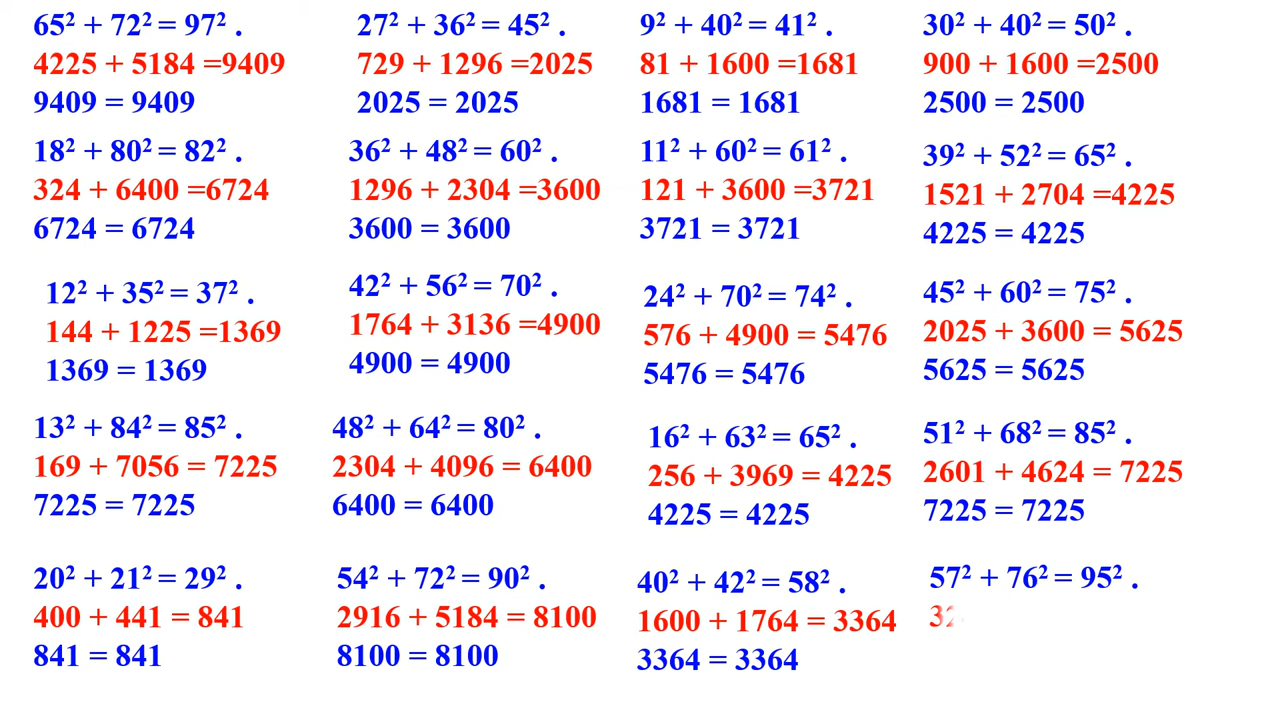 65² + 72² = 97² .
4225 + 5184 =9409
9409 = 9409
27² + 36² = 45² .
729 + 1296 =2025
2025 = 2025
9² + 40² = 41² .
81 + 1600 =1681
1681 = 1681
30² + 40² = 50² .
900 + 1600 =2500
2500 = 2500
18² + 80² = 82² .
324 + 6400 =6724
6724 = 6724
36² + 48² = 60² .
1296 + 2304 =3600
3600 = 3600
11² + 60² = 61² .
121 + 3600 =3721
3721 = 3721
39² + 52² = 65² .
1521 + 2704 =4225
4225 = 4225
12² + 35² = 37² .
144 + 1225 =1369
1369 = 1369
42² + 56² = 70² .
1764 + 3136 =4900
4900 = 4900
24² + 70² = 74² .
576 + 4900 = 5476
5476 = 5476
45² + 60² = 75² .
2025 + 3600 = 5625
5625 = 5625
13² + 84² = 85² .
169 + 7056 = 7225
7225 = 7225
48² + 64² = 80² .
2304 + 4096 = 6400
6400 = 6400
16² + 63² = 65² .
256 + 3969 = 4225
4225 = 4225
51² + 68² = 85² .
2601 + 4624 = 7225
7225 = 7225
20² + 21² = 29² .
400 + 441 = 841
841 = 841
54² + 72² = 90² .
2916 + 5184 = 8100
8100 = 8100
40² + 42² = 58² .
1600 + 1764 = 3364
3364 = 3364
57² + 76² = 95² .